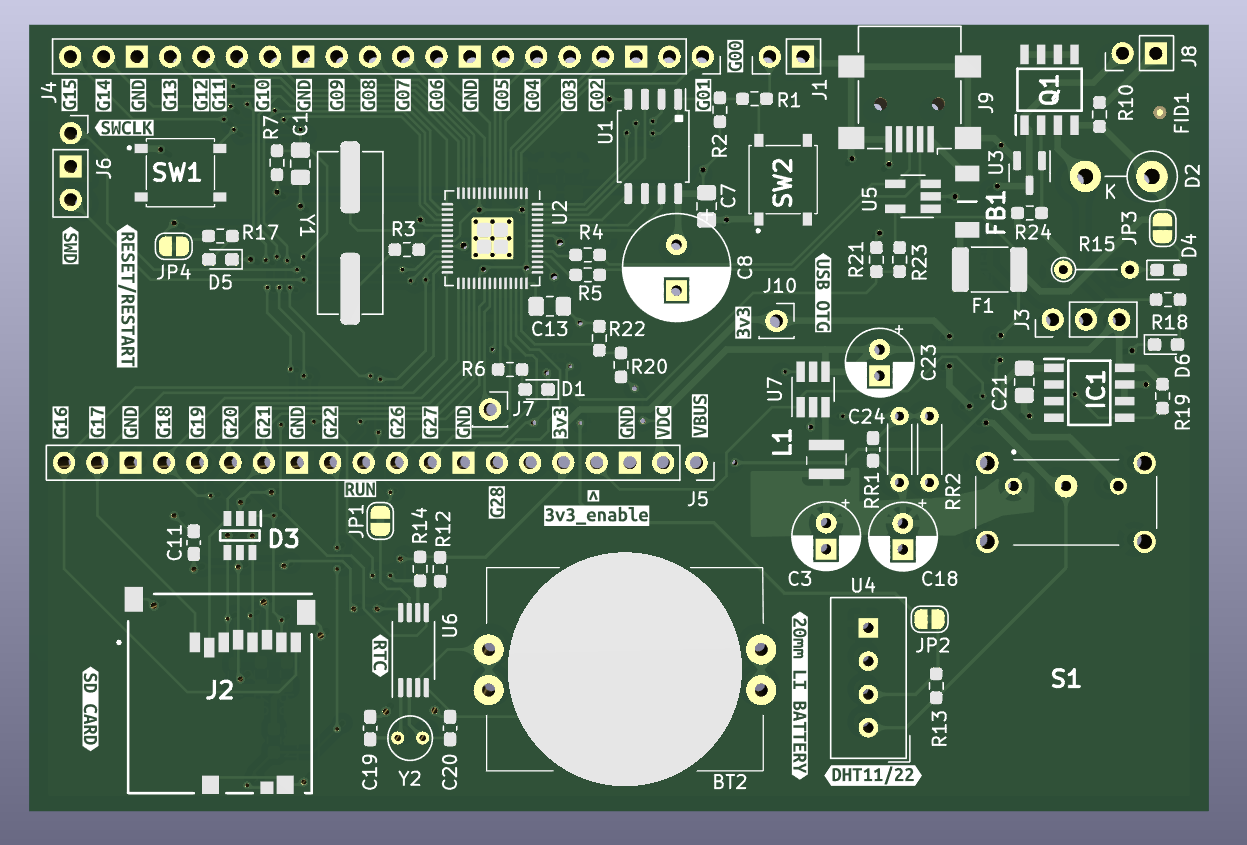 J4
G15
G14
GND
G13
G12
G11
G10
GND
G09
G08
G07
G06
GND
G05
G04
G03
G02
G01
G00
J1
J9
Q1
J8
SWCLK
R7
C1
U1
R1
R2
R10
FID1
J6
SW1
SW2
U5
U3
K
D2
SWD
JP4
R17
D5
RESET/RESTART
Y1
R3
U2
R4
R5
C7
C8
R21
R23
FB1
R24
JP3
R15
D4
C13
R22
R20
3v3
J10
USB OTG
F1
J3
R18
R6
D1
J7
U7
C23
C21
IC1
D6
R19
G16
G17
GND
G18
G19
G20
G21
GND
G22
G26
G27
GND
3v3
GND
VDC
VBUS
L1
C24
RUN
G28
<
3v3_enable
J5
RR1
RR2
C11
D3
JP1
R14
R12
C3
C18
U4
U6
RTC
JP2
J2
SD CARD
20mm LI BATTERY
R13
S1
C19
Y2
C20
BT2
DHT11/22